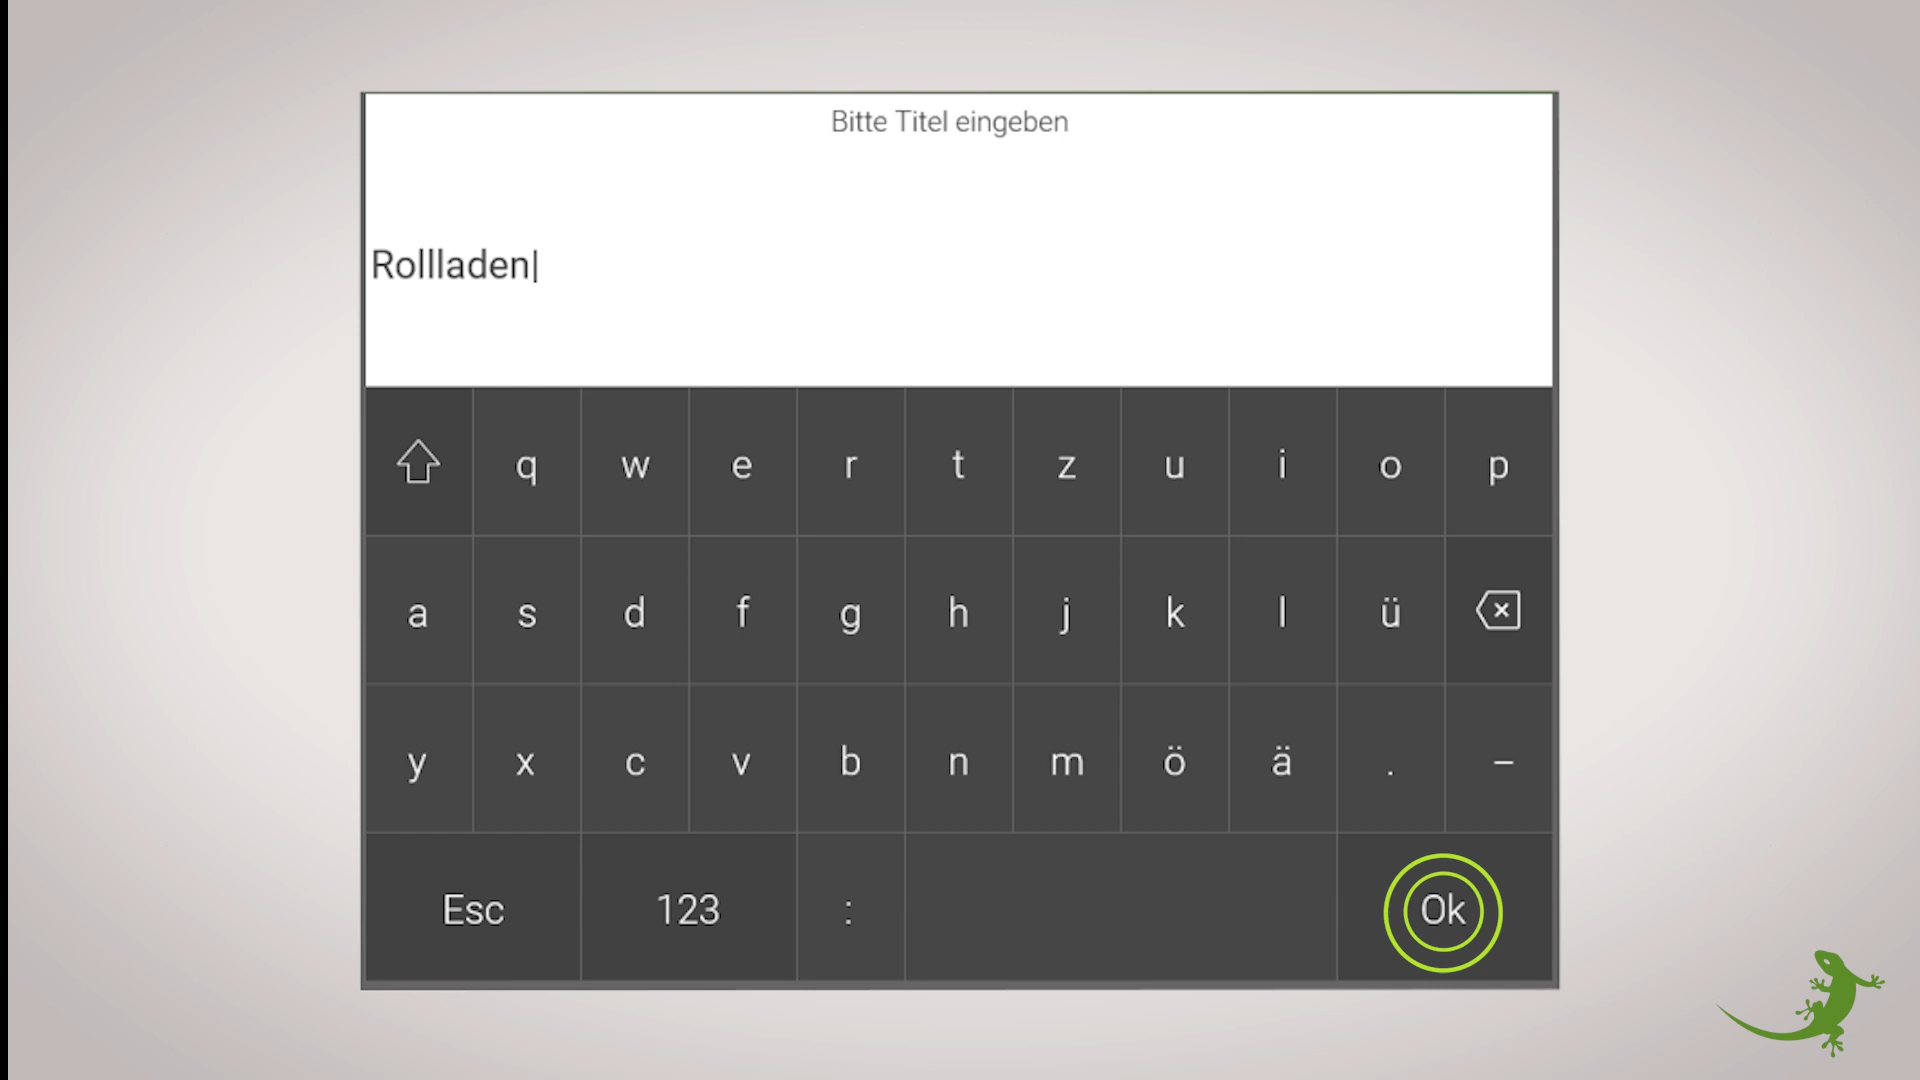 Bitte Titel eingeben
Rollladen
q w e r t z u i o p
a s d f g h j k l ü
y x c v b n m ö ä . –
Esc 123 : Ok